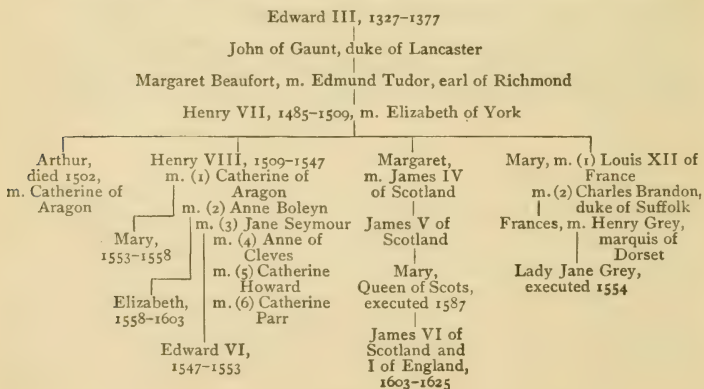 Edward III, 1327-1377
John of Gaunt, duke of Lancaster
Margaret Beaufort, m. Edmund Tudor, earl of Richmond
Henry VII, 1485-1509, m. Elizabeth of York
Arthur,
died 1502,
m. Catherine of
Aragon
Henry VIII, 1509-1547
m. (1) Catherine of
Aragon
m. (2) Anne Boleyn
m. (3) Jane Seymour
m. (4) Anne of
Cleves
m. (5) Catherine
Howard
m. (6) Catherine
Parr
Mary,
1553-1558
Elizabeth,
1558-1603
Edward VI,
1547-1553
Margaret,
m. James IV
of Scotland
James V of
Scotland
Mary,
Queen of Scots,
executed 1587
James VI of
Scotland and
I of England,
1603-1625
Mary, m. (1) Louis XII of
France
m. (2) Charles Brandon,
duke of Suffolk
Frances, m. Henry Grey,
marquis of
Dorset
Lady Jane Grey,
executed 1554